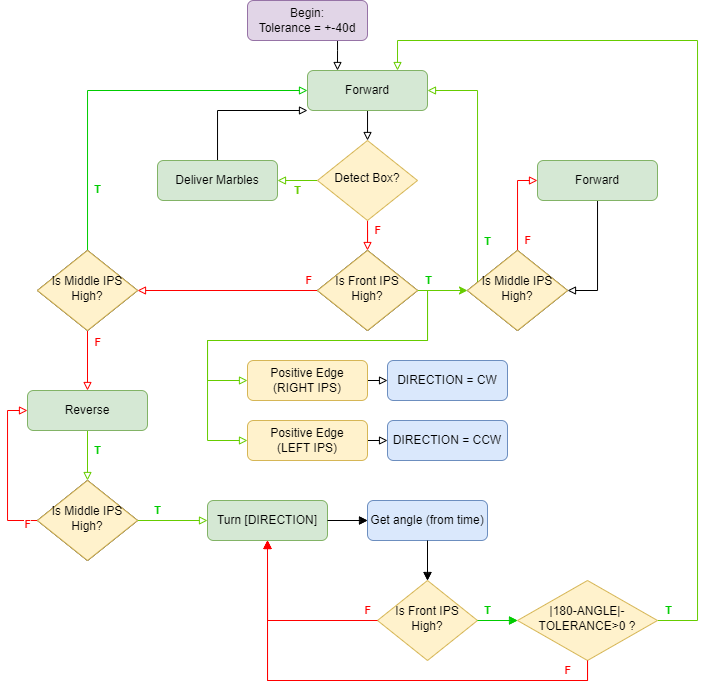 Begin:
Tolerance = +-40d
Forward
Deliver Marbles
T
Detect Box?
Forward
F
F
T
T
Is Middle IPS
High?
F
Is Front IPS
High?
T
Is Middle IPS
High?
F
Positive Edge
(RIGHT IPS)
DIRECTION = CW
Reverse
Positive Edge
(LEFT IPS)
DIRECTION = CCW
T
Is Middle IPS
High?
F
T
Turn [DIRECTION]
Get angle (from time)
F
Is Front IPS
High?
T
|180-ANGLE|-
TOLERANCE>0 ?
T
F